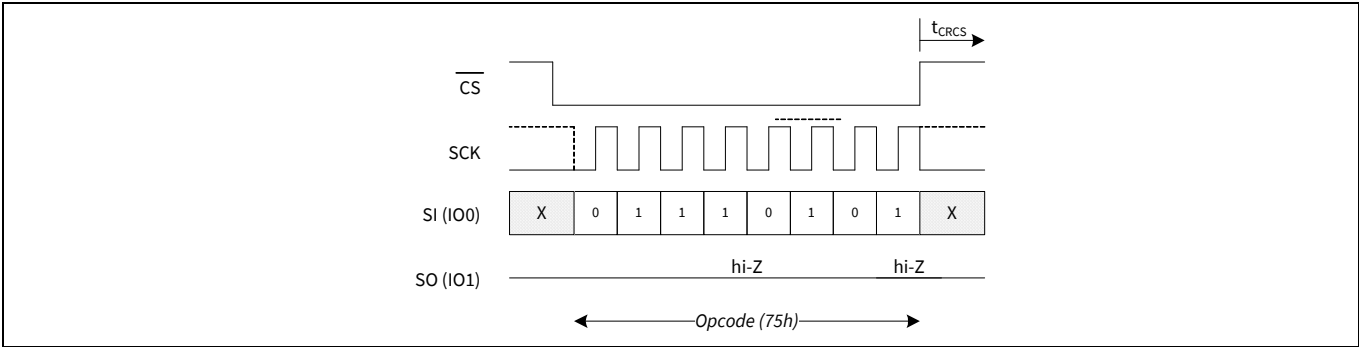 tCRCS
CS
SCK
SI (IO0) X 0 1 1 1 0 1 0 1 X
SO (IO1) hi-Z hi-Z
Opcode (75h)